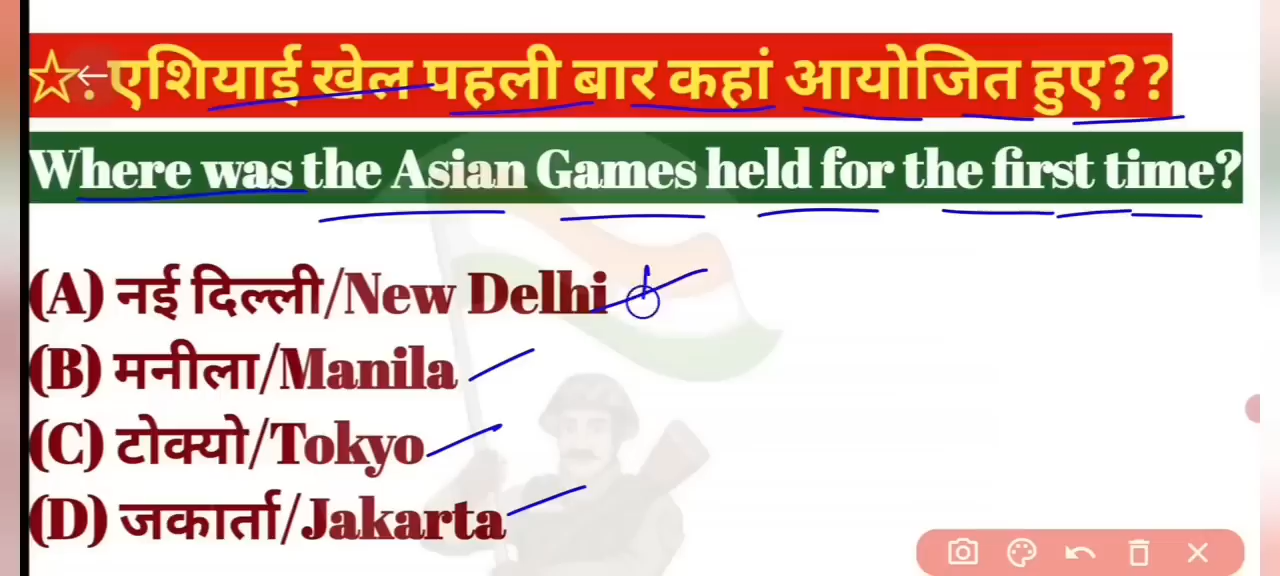 ☆.एशियाई खेल पहली बार कहां आयोजित हुए??
Where was the Asian Games held for the first time?
(A) नई दिल्ली/New Delhi
(B) मनीला/Manila
(C) टोक्यो/Tokyo
(D) जकार्ता/Jakarta